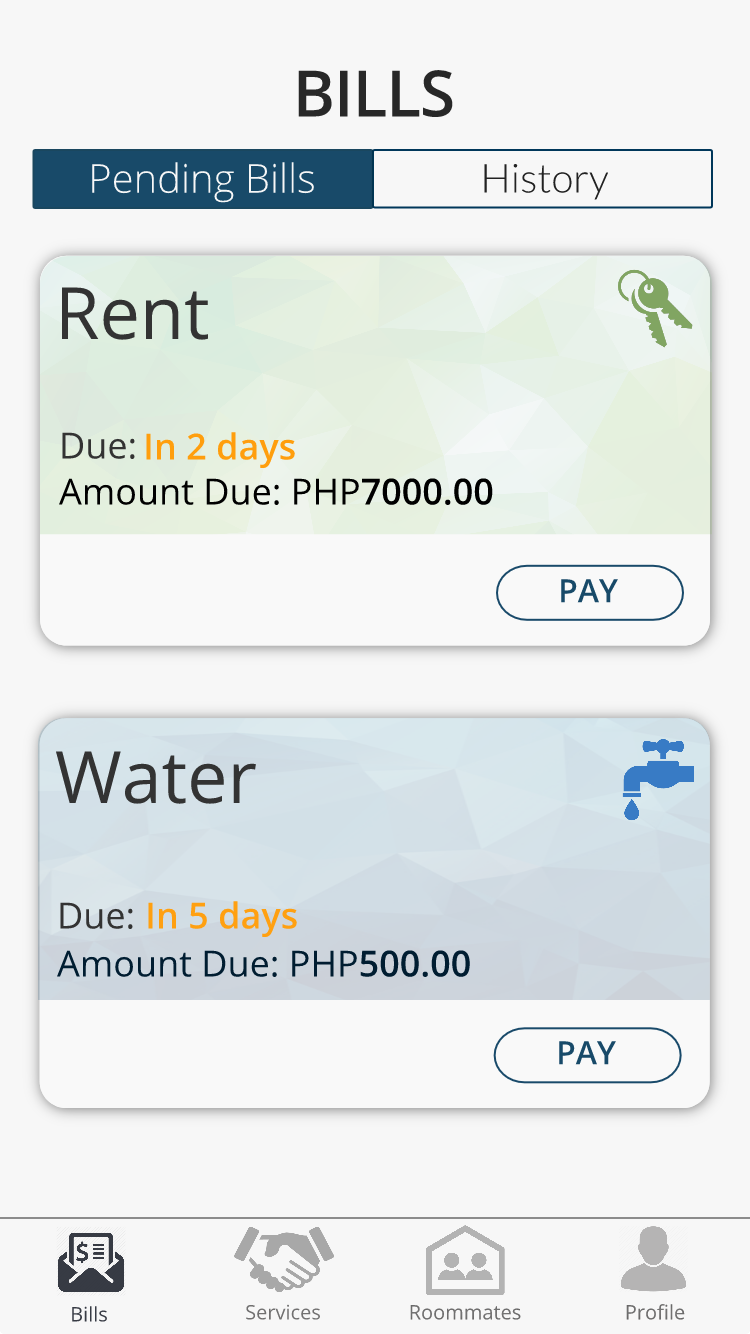 BILLS
Pending Bills
History
Rent
Due: In 2 days
Amount Due: PHP7000.00
PAY
Water
Due: In 5 days
Amount Due: PHP500.00
PAY
$
Bills
Services
Roommates
Profile